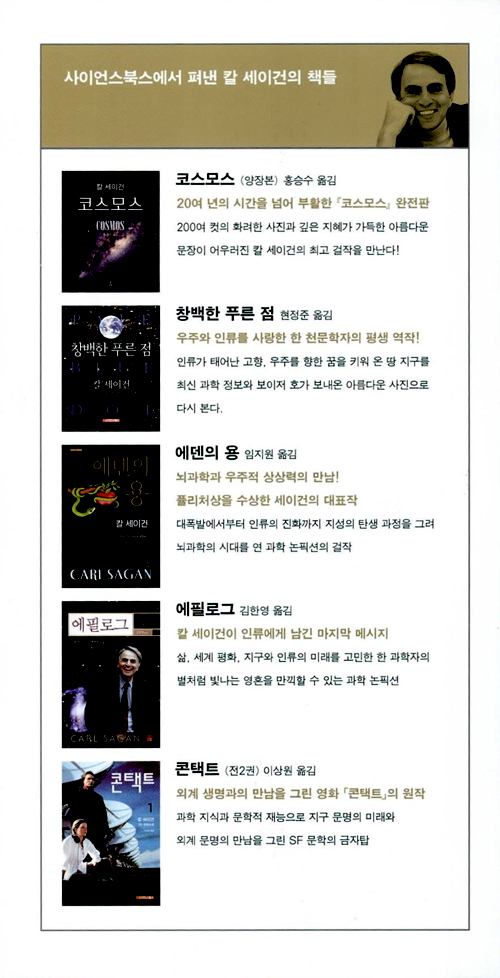 사이언스북스에서 펴낸 칼 세이건의 책들
칼 세이건
코스모스
COSMOS
코스모스 (양장본) 홍승수 옮김
20여 년의 시간을 넘어 부활한 『코스모스』 완전판
200여 컷의 화려한 사진과 깊은 지혜가 가득한 아름다운
문장이 어우러진 칼 세이건의 최고 걸작을 만난다!
창백한 푸른 점
칼 세이건
창백한 푸른 점 현정준 옮김
우주와 인류를 사랑한 한 천문학자의 평생 역작!
인류가 태어난 고향, 우주를 향한 꿈을 키워 온 땅 지구를
최신 과학 정보와 보이저 호가 보내온 아름다운 사진으로
다시 본다.
에덴의
용
칼 세이건
CARL SAGAN
에덴의 용 임지원 옮김
뇌과학과 우주적 상상력의 만남!
퓰리처상을 수상한 세이건의 대표작
대폭발에서부터 인류의 진화까지 지성의 탄생 과정을 그려
뇌과학의 시대를 연 과학 논픽션의 걸작
에필로그
CARL SAGAN
에필로그 김한영 옮김
칼 세이건이 인류에게 남긴 마지막 메시지
삶, 세계 평화, 지구와 인류의 미래를 고민한 한 과학자의
별처럼 빛나는 영혼을 만끽할 수 있는 과학 논픽션
콘택트
1
칼 세이건
콘택트 (전2권) 이상원 옮김
외계 생명과의 만남을 그린 영화 「콘택트」의 원작
과학 지식과 문학적 재능으로 지구 문명의 미래와
외계 문명의 만남을 그린 SF 문학의 금자탑